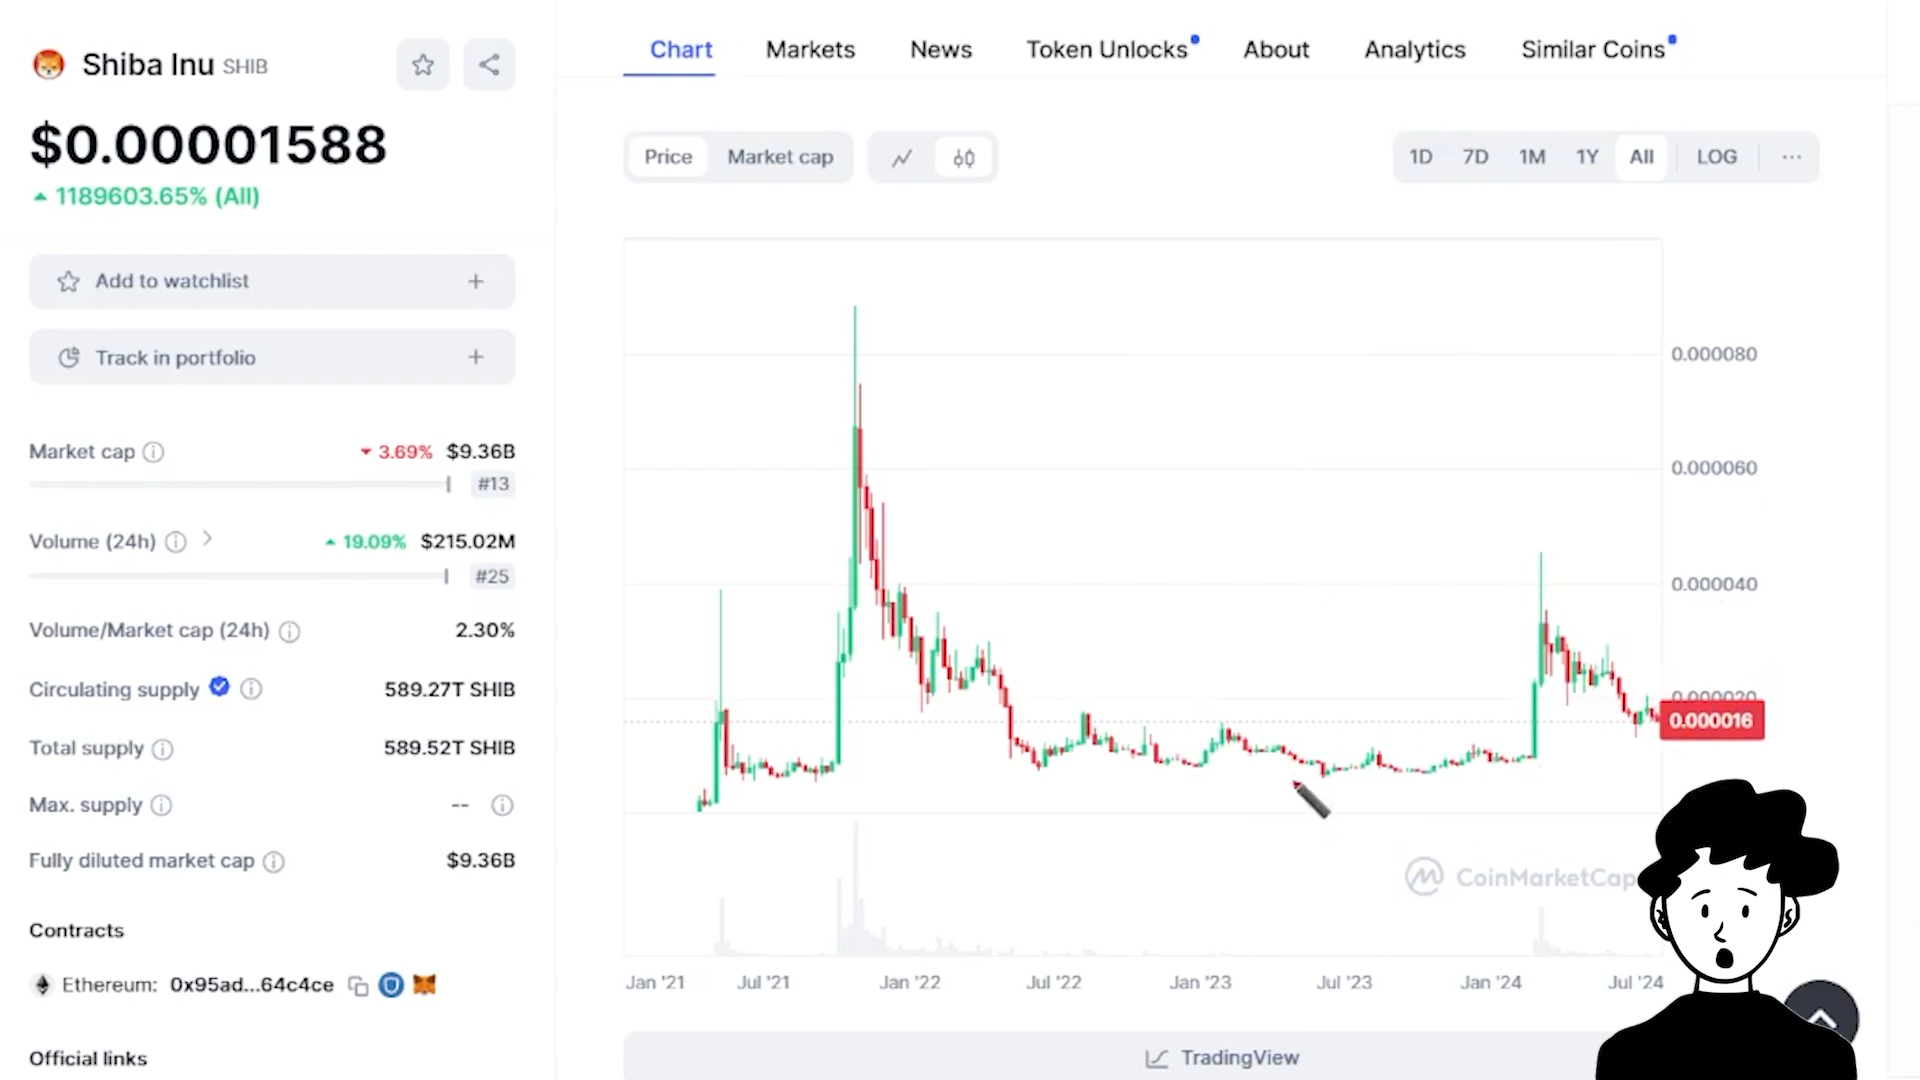 Shiba Inu SHIB
$0.00001588
1189603.65% (All)
Add to watchlist +
Track in portfolio +
Market cap 3.69% $9.36B
#13
Volume (24h) 19.09% $215.02M
#25
Volume/Market cap (24h) 2.30%
Circulating supply 589.27T SHIB
Total supply 589.52T SHIB
Max. supply --
Fully diluted market cap $9.36B
Contracts
Ethereum: 0x95ad...64c4ce
Official links
Chart Markets News Token Unlocks About Analytics Similar Coins
Price Market cap
1D 7D 1M 1Y All LOG ...
0.000080
0.000060
0.000040
0.000020
0.000016
CoinMarketCap
Jan '21 Jul '21 Jan '22 Jul '22 Jan '23 Jul '23 Jan '24 Jul '24
TradingView